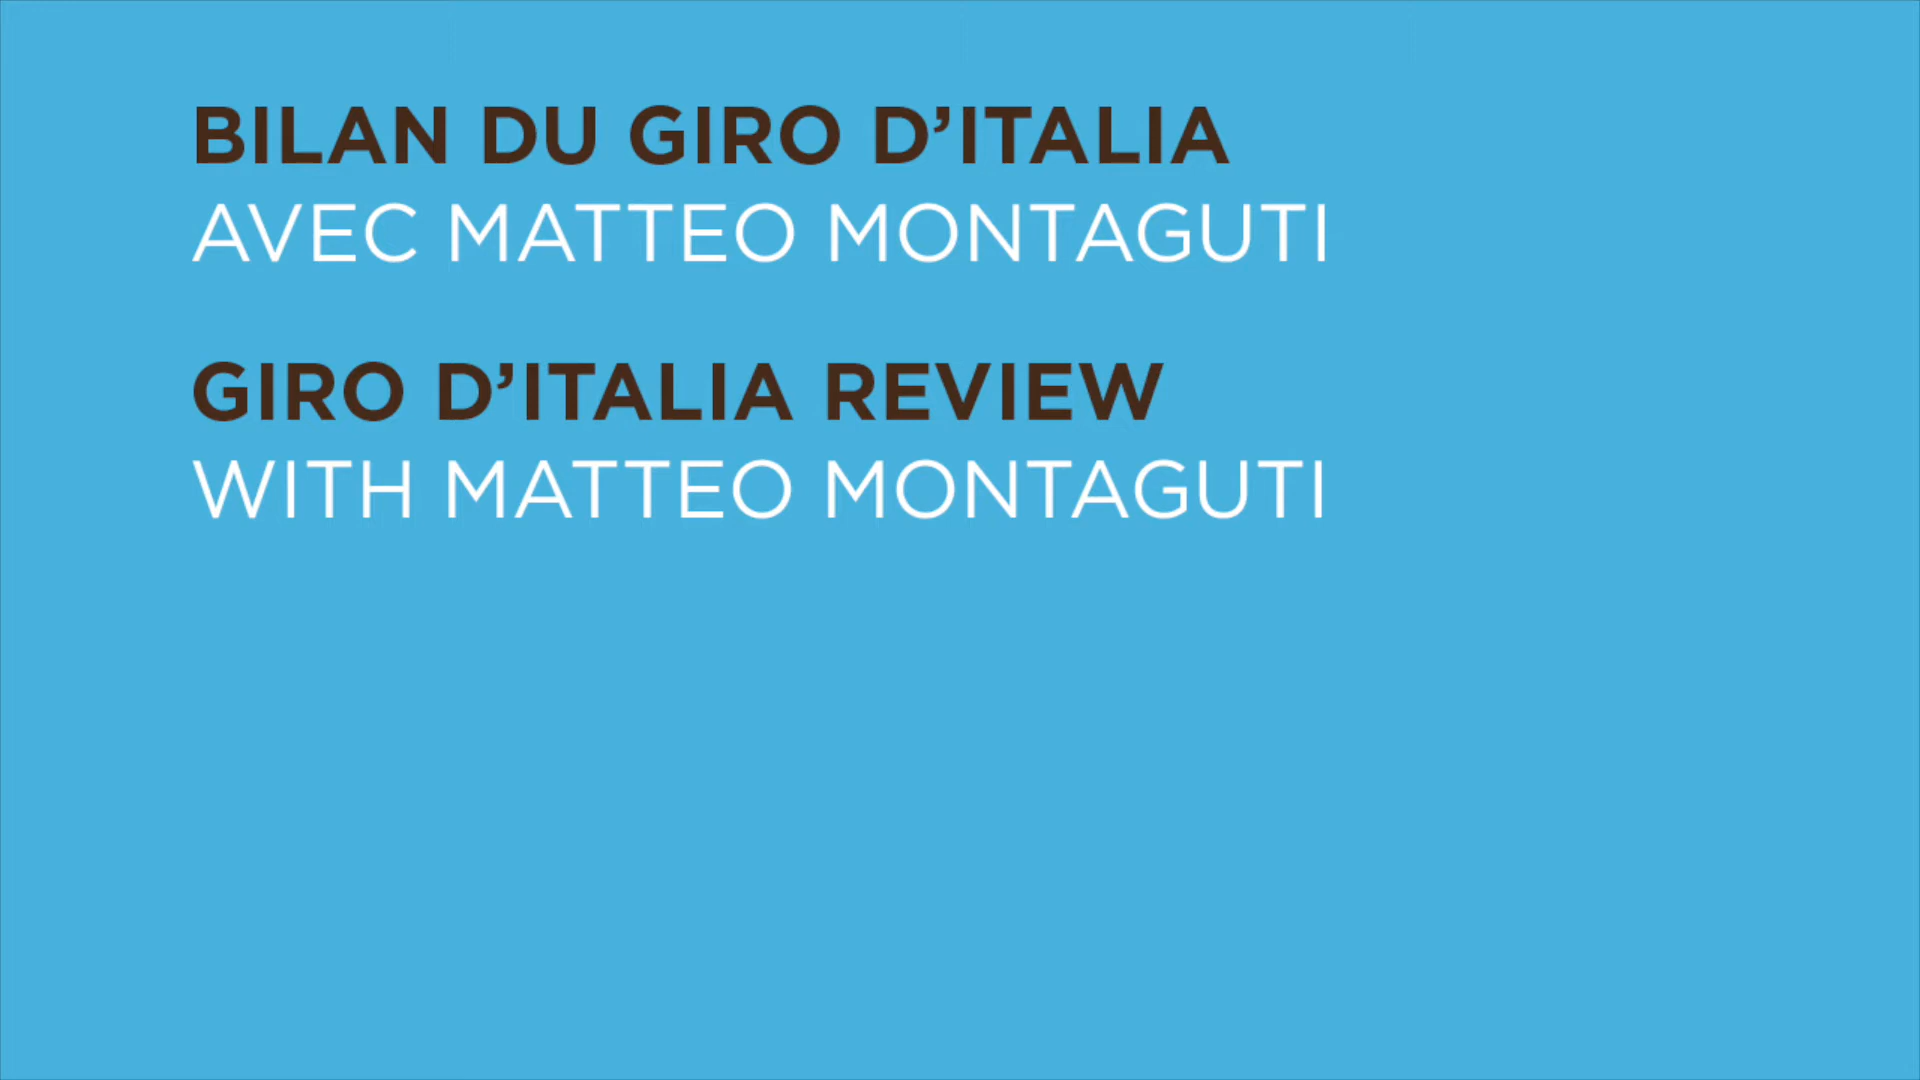 BILAN DU GIRO D’ITALIA
AVEC MATTEO MONTAGUTI
GIRO D’ITALIA REVIEW
WITH MATTEO MONTAGUTI